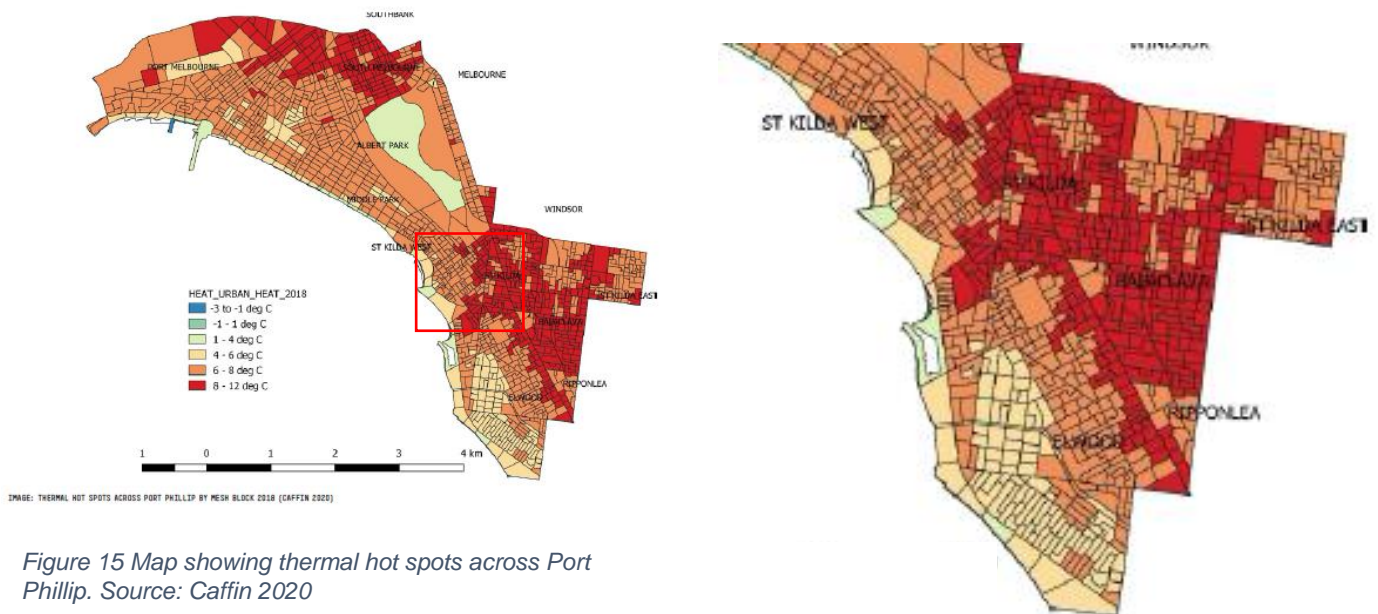 SOUTHBANK
PORT MELBOURNE
SOUTH MELBOURNE
MELBOURNE
ALBERT PARK
MIDDLE PARK
WINDSOR
ST KILDA WEST
ST KILDA
ST KILDA EAST
BALACLAVA
RIPPONLEA
ELWOOD
HEAT_URBAN_HEAT_2018
-3 to -1 deg C
-1 - 1 deg C
1 - 4 deg C
4 - 6 deg C
6 - 8 deg C
8 - 12 deg C
1 0 1 2 3 4 km
IMAGE: THERMAL HOT SPOTS ACROSS PORT PHILLIP BY MESH BLOCK 2018 (CAFFIN 2020)
Figure 15 Map showing thermal hot spots across Port
Phillip. Source: Caffin 2020
WINDSOR
ST KILDA WEST
ST KILDA
ST KILDA EAST
BALACLAVA
RIPPONLEA
ELWOOD